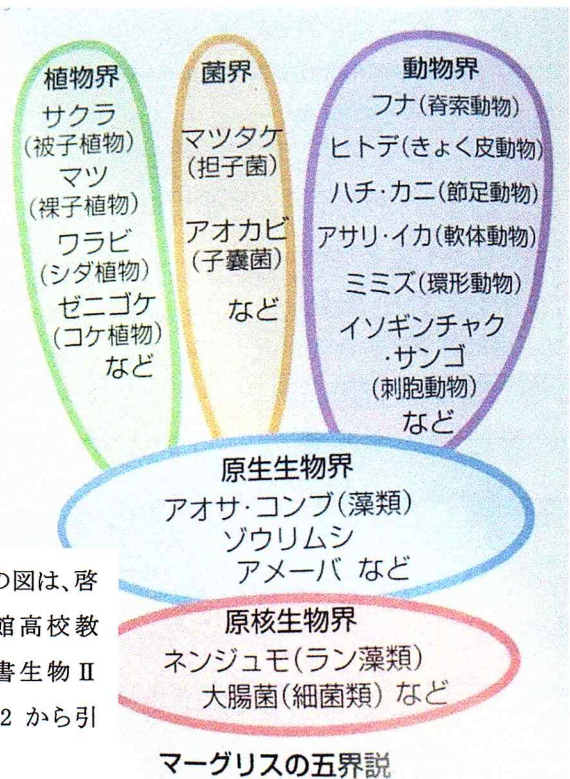 植物界
サクラ
(被子植物)
マツ
(裸子植物)
ワラビ
(シダ植物)
ゼニゴケ
(コケ植物)
など
菌界
マツタケ
(担子菌)
アオカビ
(子嚢菌)
など
動物界
フナ(脊索動物)
ヒトデ(きょく皮動物)
ハチ・カニ(節足動物)
アサリ・イカ(軟体動物)
ミミズ(環形動物)
イソギンチャク
・サンゴ
(刺胞動物)
など
原生生物界
アオサ・コンブ(藻類)
ゾウリムシ
アメーバ など
原核生物界
ネンジュモ(ラン藻類)
大腸菌(細菌類) など
の図は、啓
館高校教
書生物Ⅱ
2 から引
マーグリスの五界説